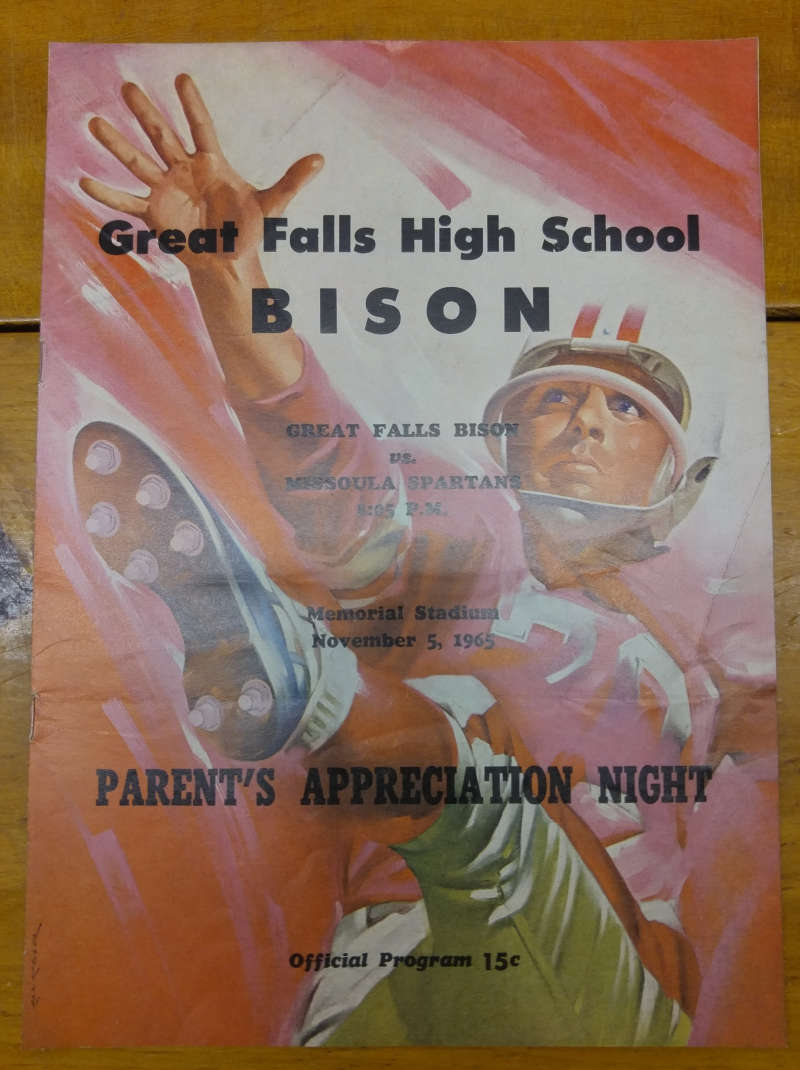 Great Falls High School
BISON
GREAT FALLS BISON
vs.
MISSOULA SPARTANS
8:05 P.M.
Memorial Stadium
November 5, 1965
PARENT'S APPRECIATION NIGHT
Official Program 15c